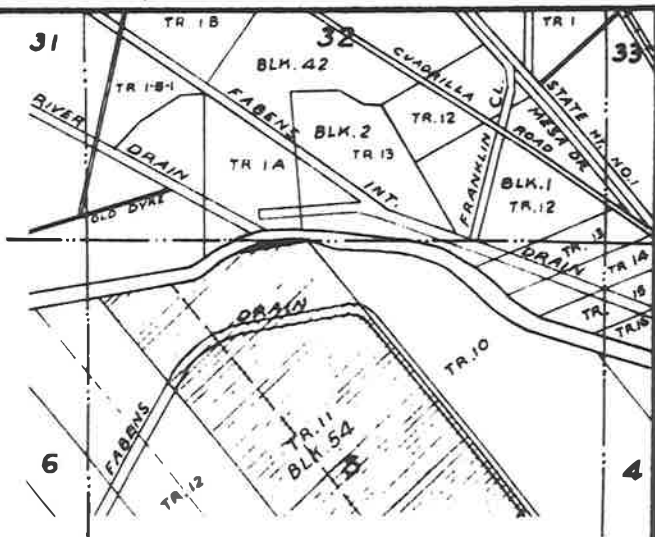 31
32
33
TR. 1B
TR. 1
BLK. 42
CUADRILLA ROAD
STATE HI. NO. 1
MESA DR.
TR 1-B-1
FABENS INT. DRAIN
FRANKLIN CL.
TR. 12
RIVER DRAIN
BLK. 2
TR 13
TR 1A
BLK. 1
TR. 12
OLD DYKE
TR. 13
TR 14
TR. 15
TR 16
FABENS DRAIN
TR. 10
TR. 11
BLK 54
6
TR. 12
4